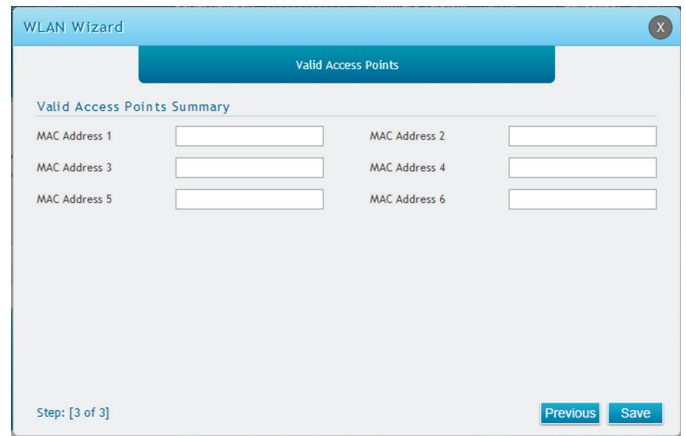 WLAN Wizard
X
Valid Access Points
Valid Access Points Summary
MAC Address 1 MAC Address 2
MAC Address 3 MAC Address 4
MAC Address 5 MAC Address 6
Step: [3 of 3] Previous Save